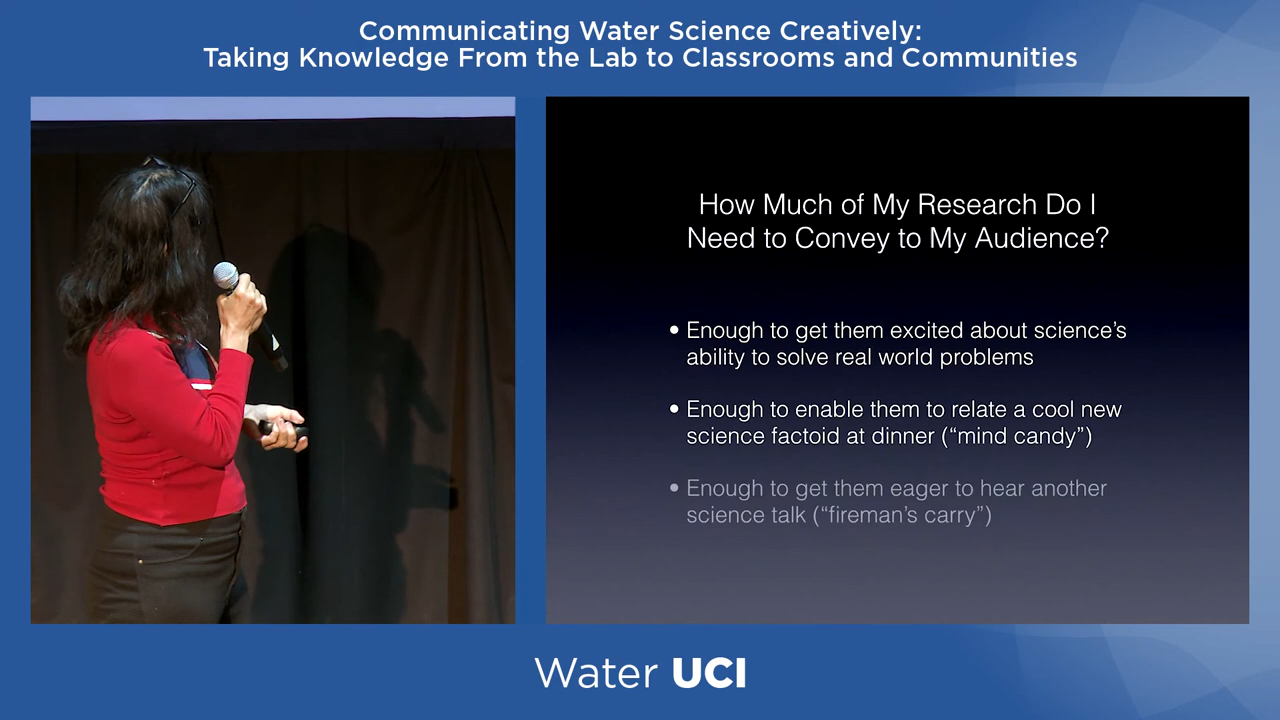 Communicating Water Science Creatively:
Taking Knowledge From the Lab to Classrooms and Communities
How Much of My Research Do I
Need to Convey to My Audience?
• Enough to get them excited about science’s
ability to solve real world problems
• Enough to enable them to relate a cool new
science factoid at dinner (“mind candy”)
• Enough to get them eager to hear another
science talk (“fireman’s carry”)
Water UCI